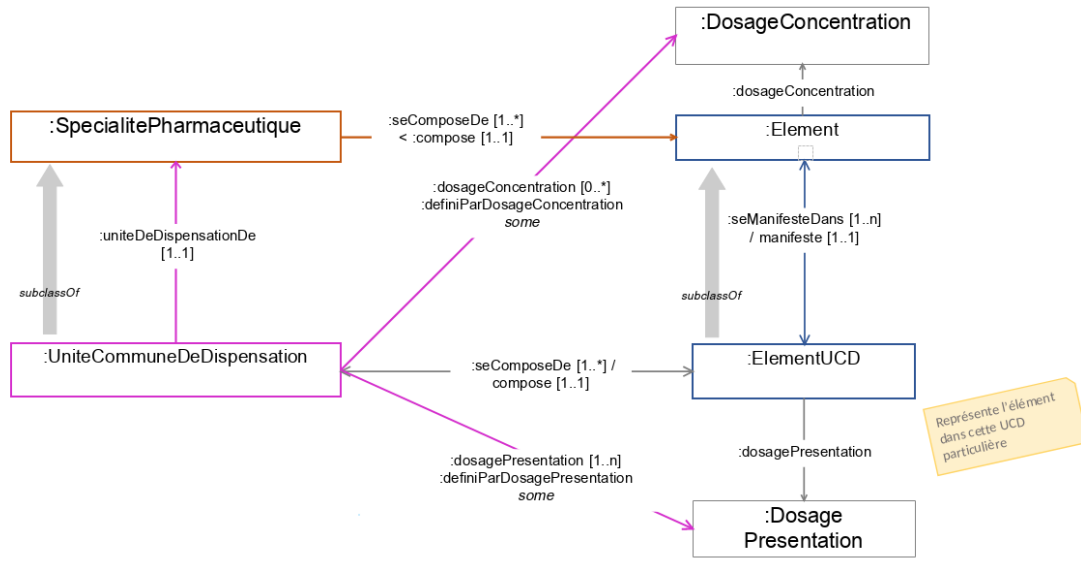 :DosageConcentration
:dosageConcentration
:SpecialitePharmaceutique
:seComposeDe [1..*]
< :compose [1..1]
:Element
:dosageConcentration [0..*]
:definiParDosageConcentration
some
:uniteDeDispensationDe
[1..1]
:seManifesteDans [1..n]
/ manifeste [1..1]
subclassOf
subclassOf
:UniteCommuneDeDispensation
:seComposeDe [1..*] /
compose [1..1]
:ElementUCD
Représente l'élément
dans cette UCD
particulière
:dosagePresentation [1..n]
:definiParDosagePresentation
some
:dosagePresentation
:Dosage
Presentation